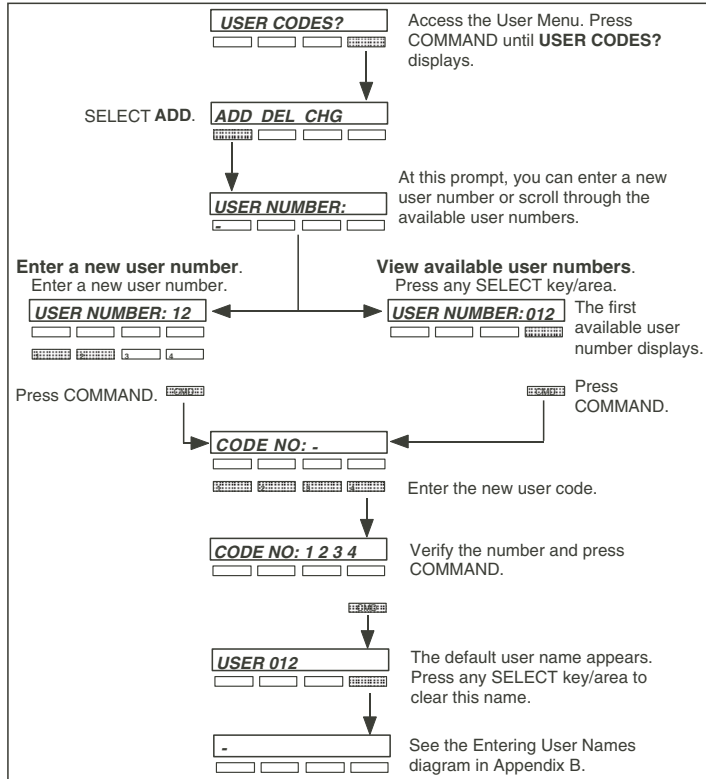 USER CODES?
Access the User Menu. Press
COMMAND until USER CODES?
displays.
SELECT ADD.
ADD DEL CHG
At this prompt, you can enter a new
user number or scroll through the
available user numbers.
USER NUMBER:
-
Enter a new user number.
Enter a new user number.
USER NUMBER: 12
1 2 3 4
View available user numbers.
Press any SELECT key/area.
USER NUMBER: 012
The first
available user
number displays.
Press COMMAND.
CMD
CMD
Press
COMMAND.
CODE NO: -
1 2 3 4
Enter the new user code.
CODE NO: 1 2 3 4
Verify the number and press
COMMAND.
CMD
USER 012
The default user name appears.
Press any SELECT key/area to
clear this name.
-
See the Entering User Names
diagram in Appendix B.